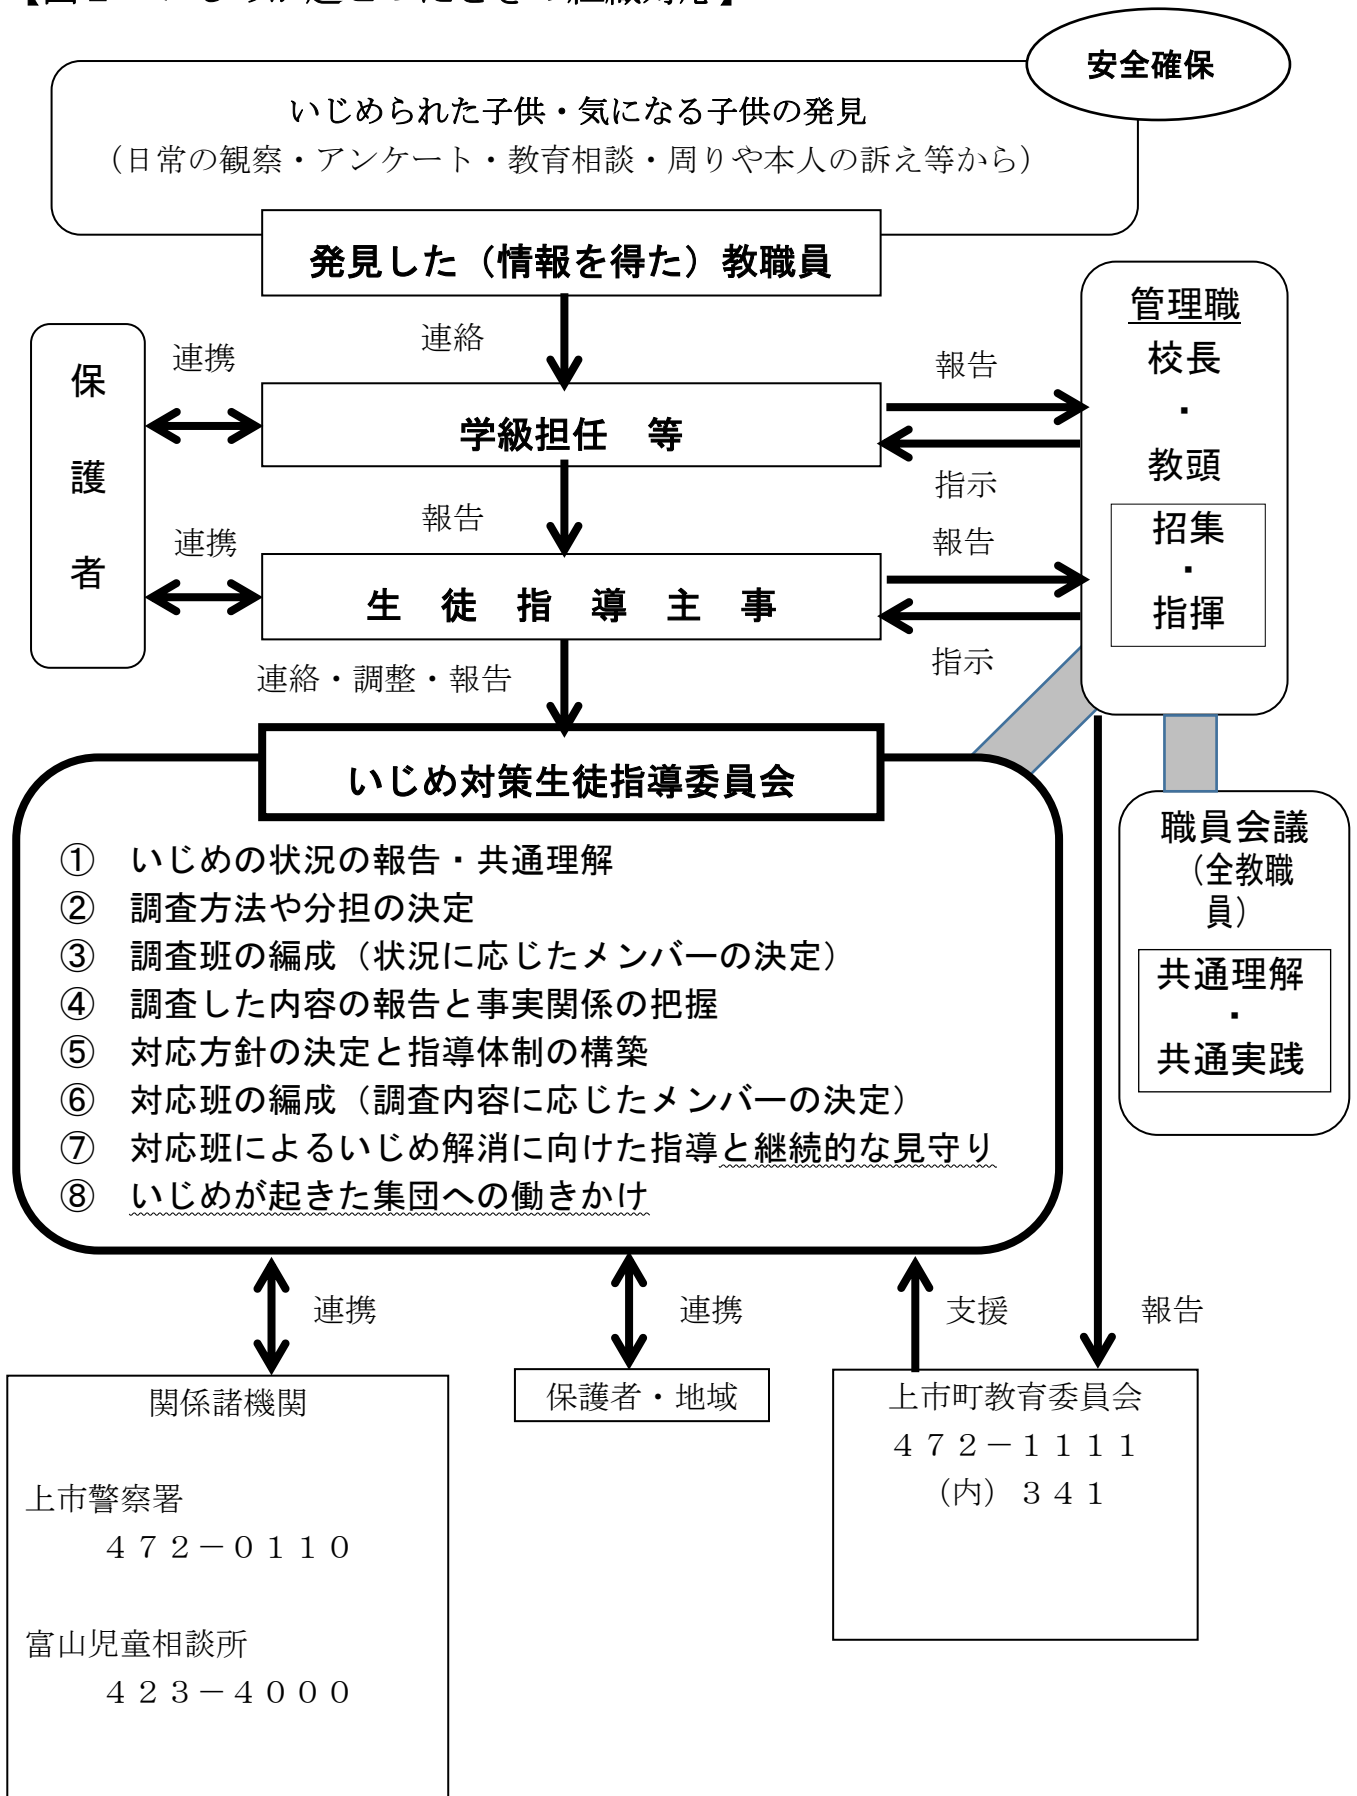 安全確保
いじめられた子供・気になる子供の発見
（日常の観察・アンケート・教育相談・周りや本人の訴え等から）
発見した（情報を得た）教職員
連絡
保護者
連携
学級担任　等
報告
指示
管理職
校長
・
教頭
招集
・
指揮
報告
連携
生　徒　指　導　主　事
報告
指示
連絡・調整・報告
いじめ対策生徒指導委員会
①　いじめの状況の報告・共通理解
②　調査方法や分担の決定
③　調査班の編成（状況に応じたメンバーの決定）
④　調査した内容の報告と事実関係の把握
⑤　対応方針の決定と指導体制の構築
⑥　対応班の編成（調査内容に応じたメンバーの決定）
⑦　対応班によるいじめ解消に向けた指導と継続的な見守り
⑧　いじめが起きた集団への働きかけ
職員会議
（全教職
員）
共通理解
・
共通実践
連携
連携
支援
報告
関係諸機関
上市警察署
４７２－０１１０
富山児童相談所
４２３－４０００
保護者・地域
上市町教育委員会
４７２－１１１１
（内）３４１